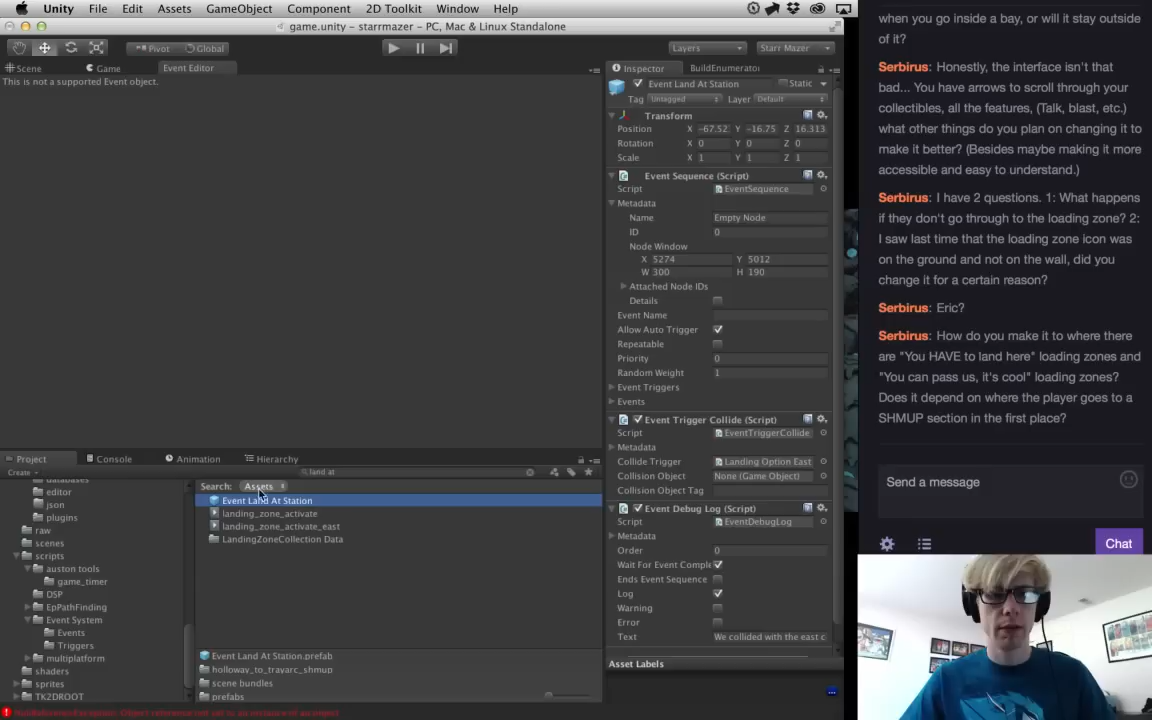 Unity File Edit Assets GameObject Component 2D Toolkit Window Help
game.unity — starrmazer — PC, Mac & Linux Standalone
Pivot Global Layers Starr Mazer
Scene Game Event Editor
This is not a supported Event object.
Inspector BuildEnumerator
Event Land At Station Static
Tag Untagged Layer Default
Transform
Position X -67.52 Y -16.75 Z 16.313
Rotation X 0 Y 0 Z 0
Scale X 1 Y 1 Z 1
Event Sequence (Script)
Script EventSequence
Metadata
Name Empty Node
ID 0
Node Window
X 5274 Y 5012
W 300 H 190
Attached Node IDs
Details
Event Name
Allow Auto Trigger
Repeatable
Priority 0
Random Weight 1
Event Triggers
Events
Event Trigger Collide (Script)
Script EventTriggerCollide
Metadata
Collide Trigger Landing Option East
Collision Object None (Game Object)
Collision Object Tag
Event Debug Log (Script)
Script EventDebugLog
Metadata
Order 0
Wait For Event Comple
Ends Event Sequence
Log
Warning
Error
Text We collided with the east c
Asset Labels
Project Console Animation Hierarchy
Create land at
Search: Assets
databases
editor
json
plugins
raw
scenes
scripts
auston tools
game_timer
DSP
EpPathFinding
Event System
Events
Triggers
multiplatform
shaders
sprites
TK2DROOT
Event Land At Station
landing_zone_activate
landing_zone_activate_east
LandingZoneCollection Data
Event Land At Station.prefab
holloway_to_trayarc_shmup
scene bundles
prefabs
NullReferenceException: Object reference not set to an instance of an object
when you go inside a bay, or will it stay outside
of it?
Serbirus: Honestly, the interface isn't that
bad... You have arrows to scroll through your
collectibles, all the features, (Talk, blast, etc.)
what other things do you plan on changing it to
make it better? (Besides maybe making it more
accessible and easy to understand.)
Serbirus: I have 2 questions. 1: What happens
if they don't go through to the loading zone? 2:
I saw last time that the loading zone icon was
on the ground and not on the wall, did you
change it for a certain reason?
Serbirus: Eric?
Serbirus: How do you make it to where there
are "You HAVE to land here" loading zones and
"You can pass us, it's cool" loading zones?
Does it depend on where the player goes to a
SHMUP section in the first place?
Send a message
Chat